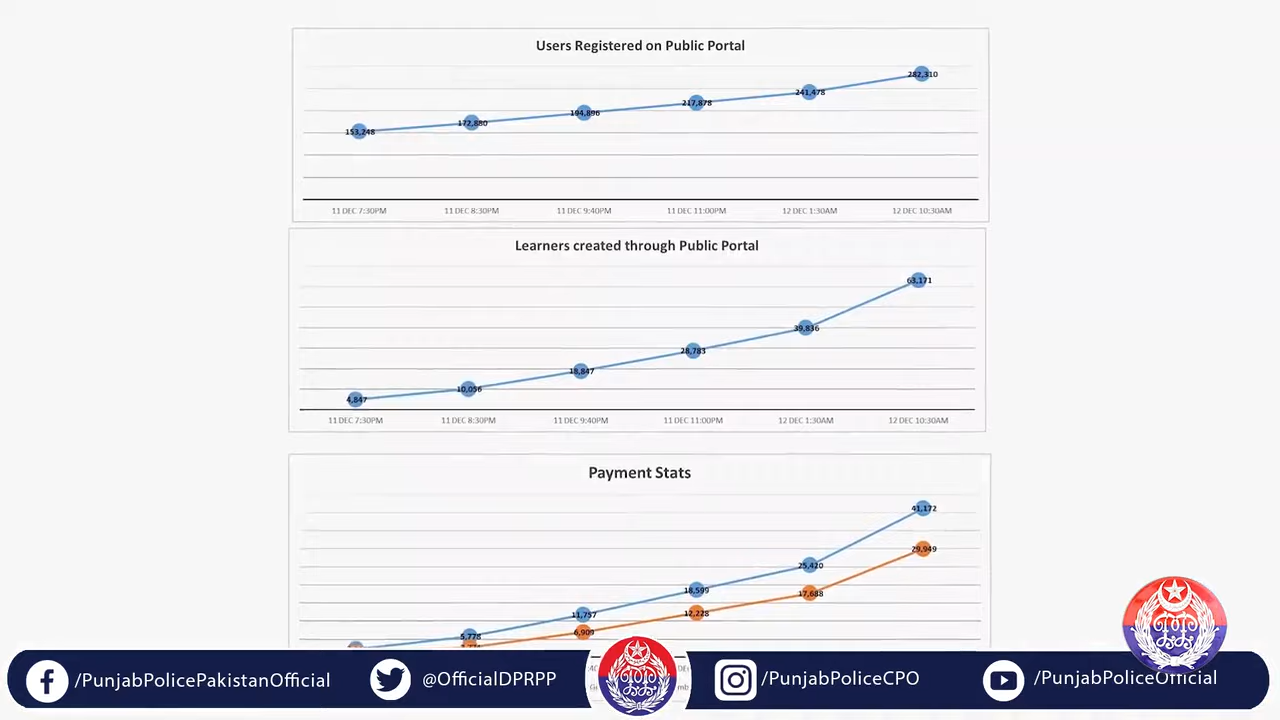 Users Registered on Public Portal
153,248 172,880 194,896 217,878 241,478 282,310
11 DEC 7:30PM 11 DEC 8:30PM 11 DEC 9:40PM 11 DEC 11:00PM 12 DEC 1:30AM 12 DEC 10:30AM
Learners created through Public Portal
4,847 10,056 18,847 28,783 39,836 63,171
11 DEC 7:30PM 11 DEC 8:30PM 11 DEC 9:40PM 11 DEC 11:00PM 12 DEC 1:30AM 12 DEC 10:30AM
Payment Stats
5,778 11,757 18,599 25,420 41,172
6,909 12,228 17,688 29,949
/PunjabPolicePakistanOfficial @OfficialDPRPP /PunjabPoliceCPO /PunjabPoliceOfficial